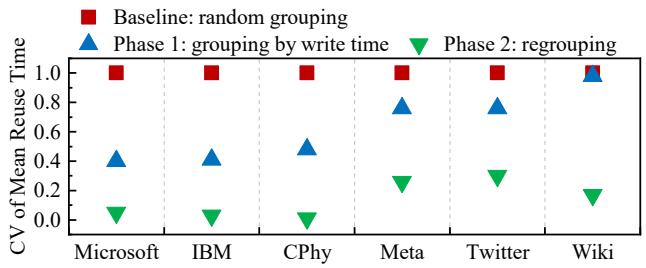 Baseline: random grouping
Phase 1: grouping by write time Phase 2: regrouping
CV of Mean Reuse Time
1.0
0.8
0.6
0.4
0.2
0.0
Microsoft IBM CPhy Meta Twitter Wiki